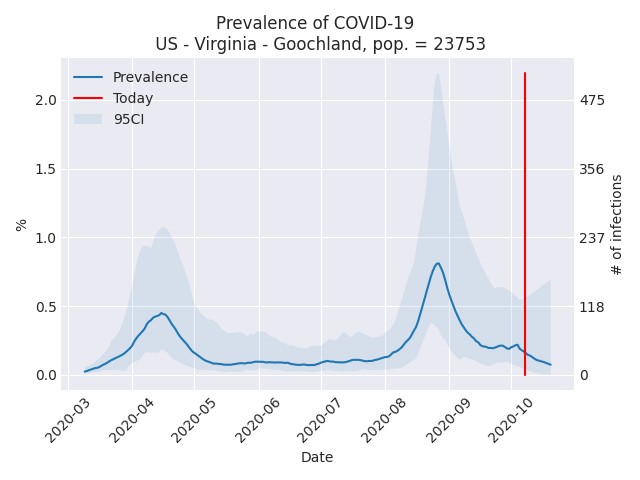 Prevalence of COVID-19
US - Virginia - Goochland, pop. = 23753
Prevalence
Today
95CI
2.0
1.5
1.0
0.5
0.0
%
475
356
237
118
0
# of infections
2020-03
2020-04
2020-05
2020-06
2020-07
2020-08
2020-09
2020-10
Date